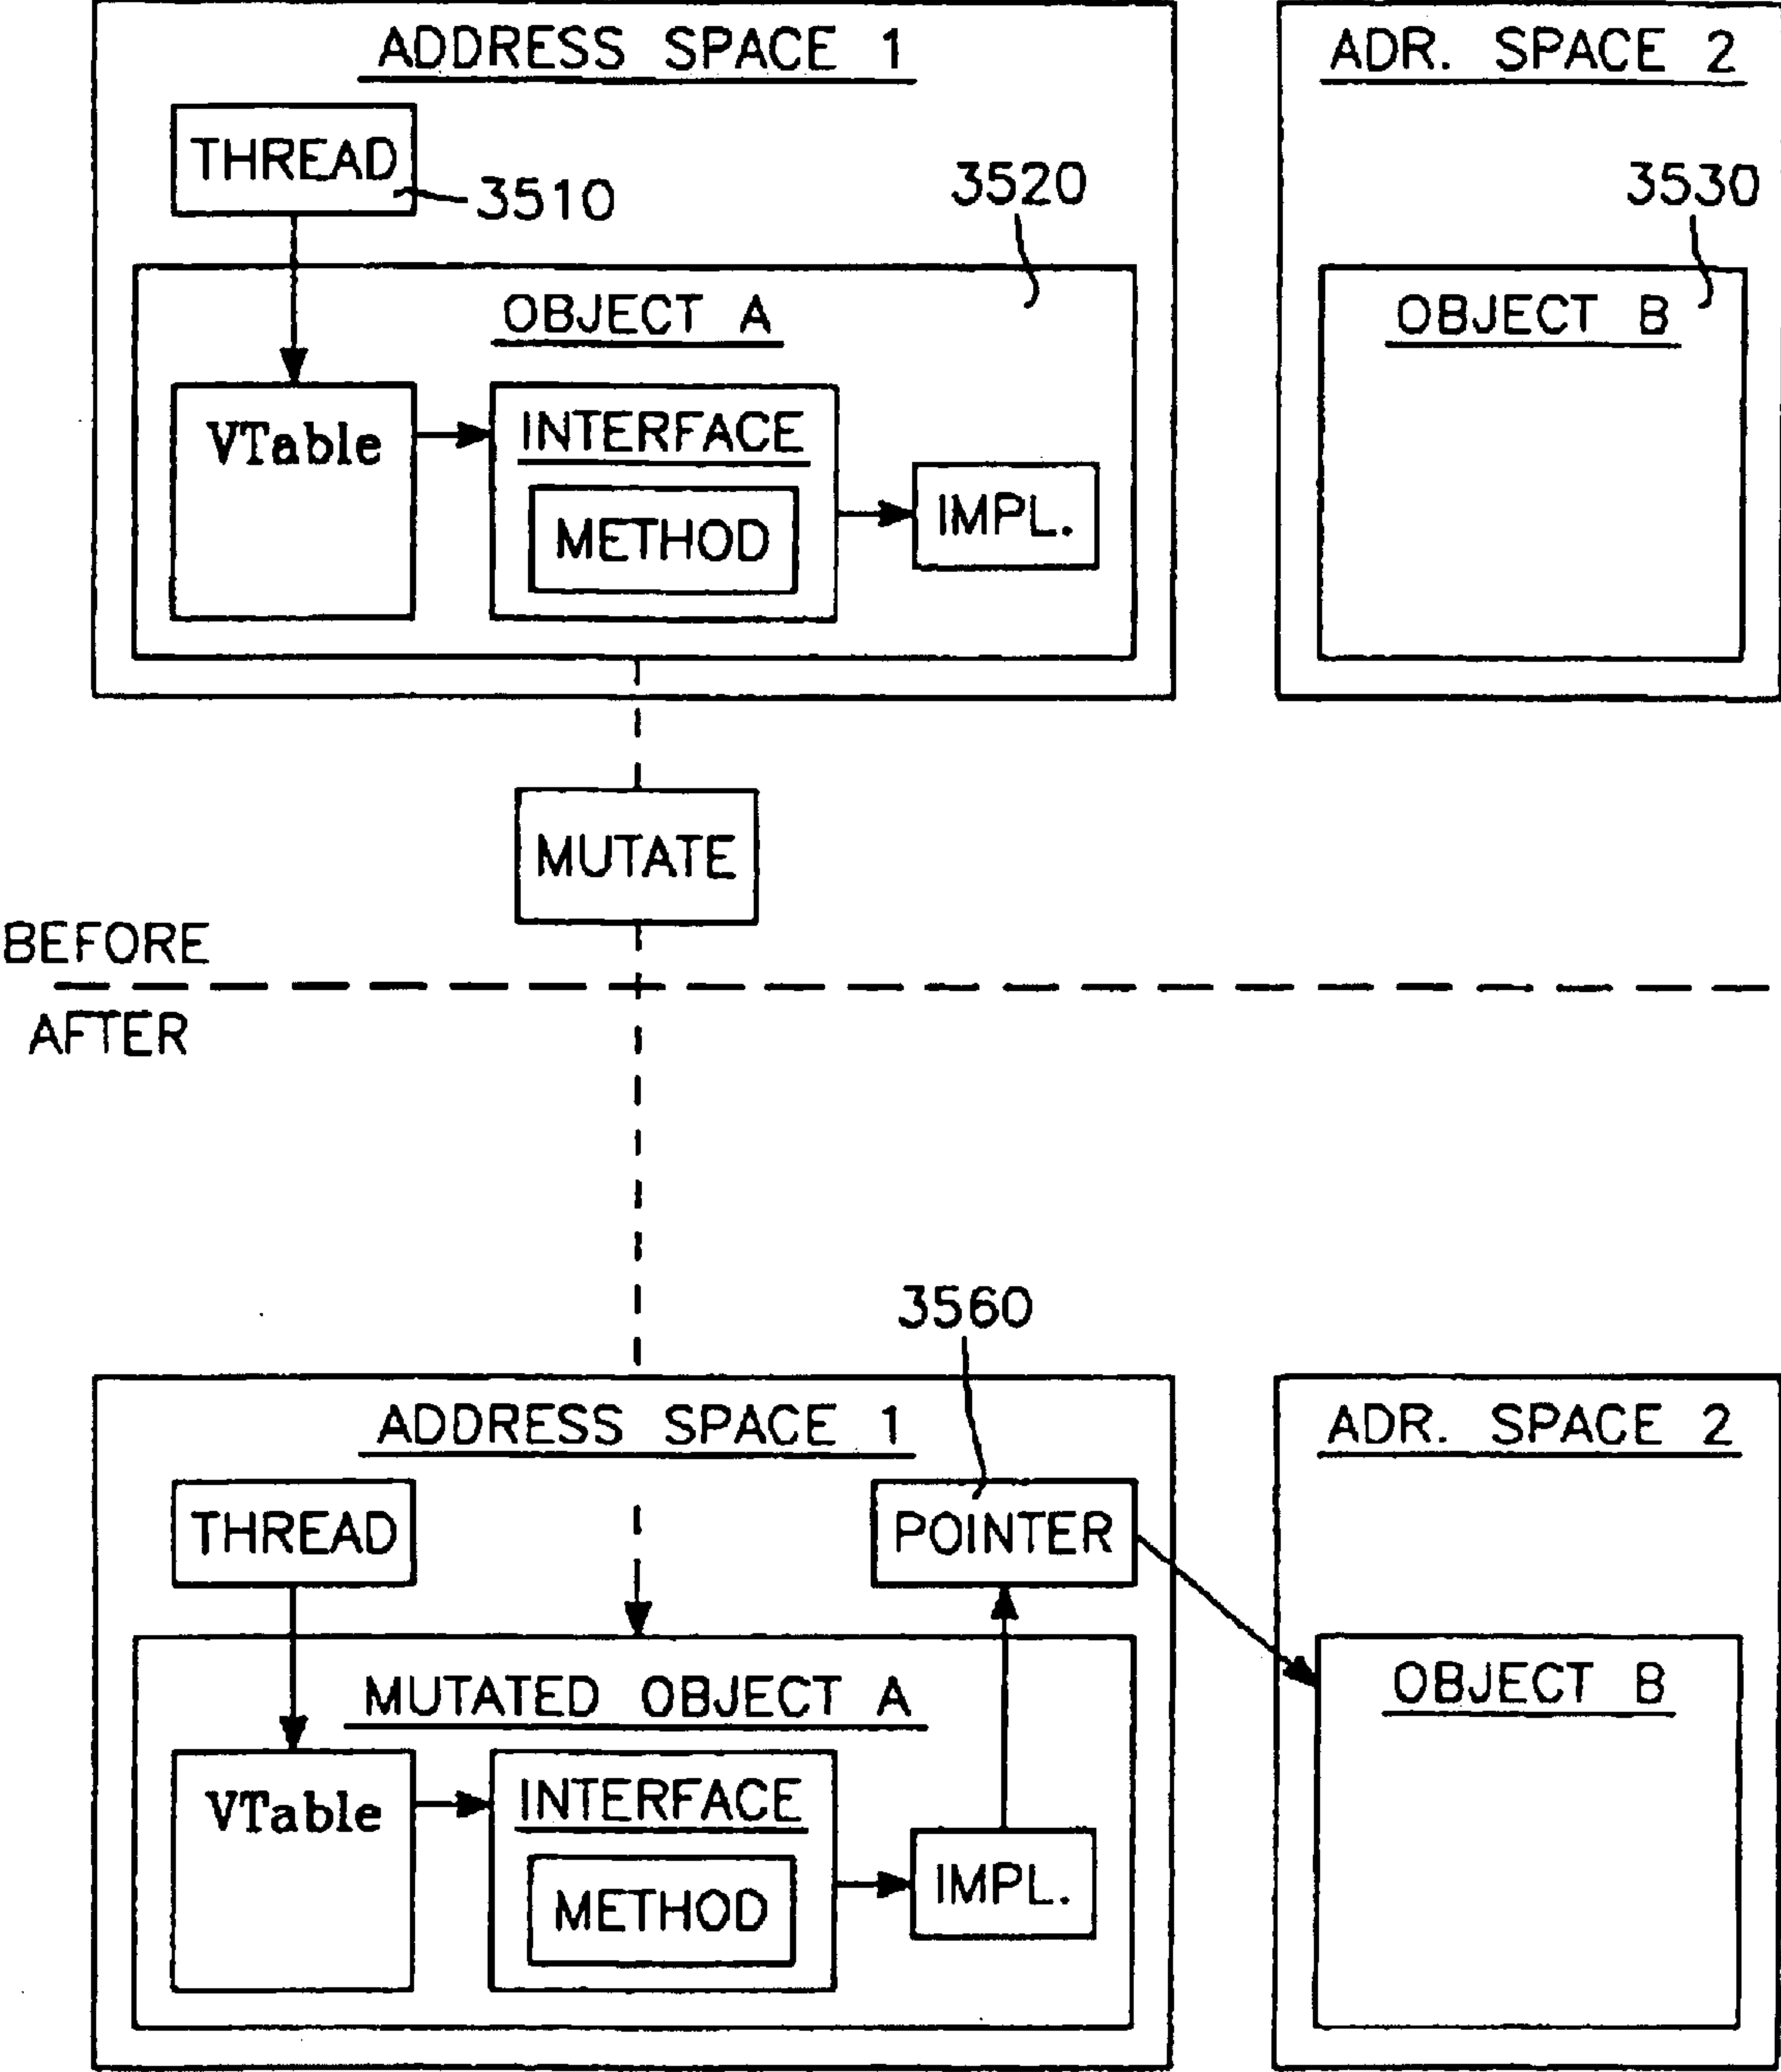 ADDRESS SPACE 1
ADR. SPACE 2
THREAD
3510
3520
3530
OBJECT A
OBJECT B
VTable
INTERFACE
METHOD
IMPL.
MUTATE
BEFORE
AFTER
3560
ADDRESS SPACE 1
ADR. SPACE 2
THREAD
POINTER
MUTATED OBJECT A
OBJECT B
VTable
INTERFACE
METHOD
IMPL.